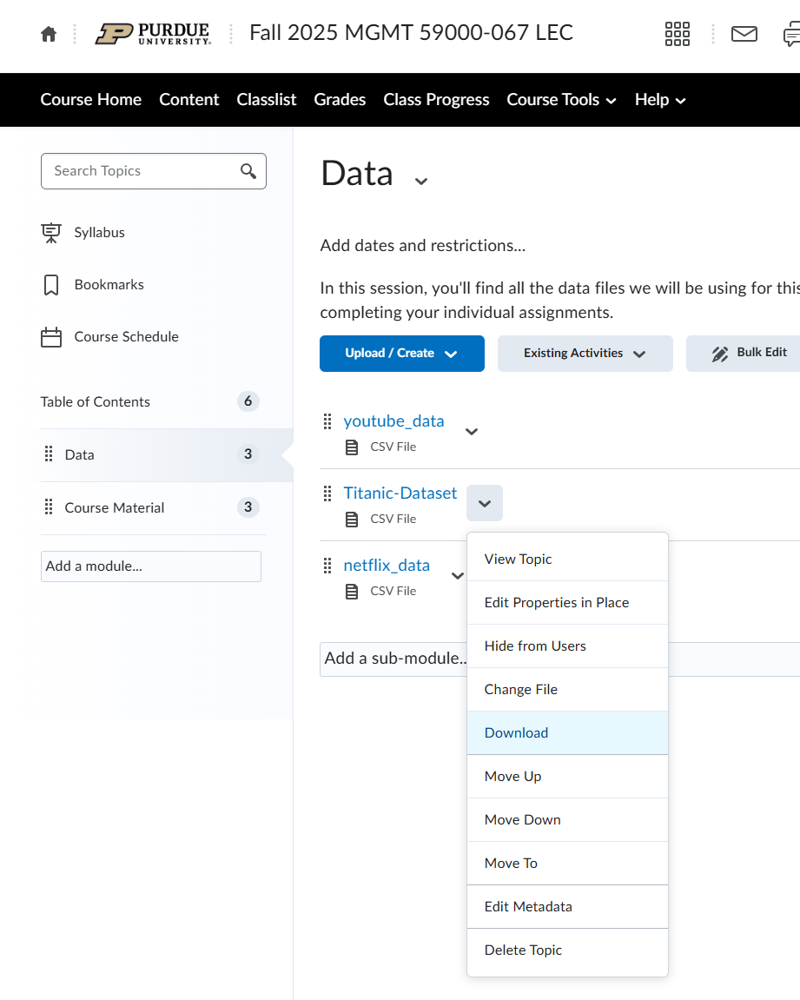 PURDUE
UNIVERSITY.
Fall 2025 MGMT 59000-067 LEC
Course Home Content Classlist Grades Class Progress Course Tools Help
Search Topics
Syllabus
Bookmarks
Course Schedule
Table of Contents 6
Data 3
Course Material 3
Add a module...
Data
Add dates and restrictions...
In this session, you'll find all the data files we will be using for this
completing your individual assignments.
Upload / Create Existing Activities Bulk Edit
youtube_data
CSV File
Titanic-Dataset
CSV File
netflix_data
CSV File
Add a sub-module..
View Topic
Edit Properties in Place
Hide from Users
Change File
Download
Move Up
Move Down
Move To
Edit Metadata
Delete Topic